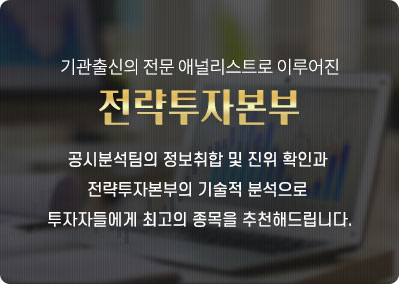 기관출신의 전문 애널리스트로 이루어진
전략투자본부
공시분석팀의 정보취합 및 진위 확인과
전략투자본부의 기술적 분석으로
투자자들에게 최고의 종목을 추천해드립니다.